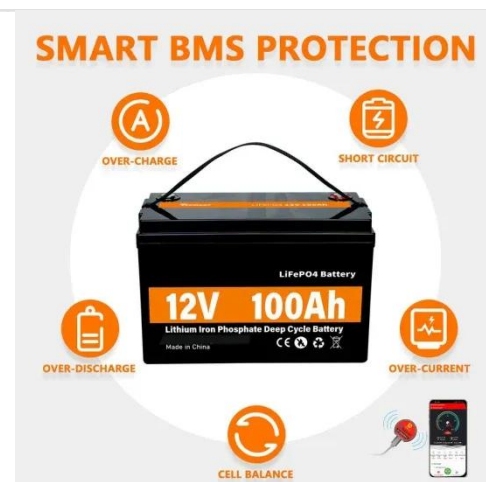 SMART BMS PROTECTION
OVER-CHARGE
SHORT CIRCUIT
LiFePO4 Battery
12V 100Ah
Lithium Iron Phosphate Deep Cycle Battery
Made in China
CE
OVER-DISCHARGE
OVER-CURRENT
CELL BALANCE